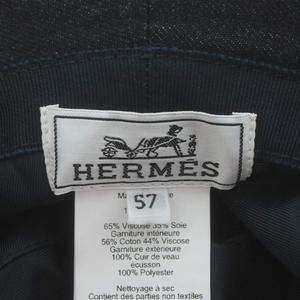 HERMÈS
57
65% Viscose 35% Soie
Garniture intérieure
56% Coton 44% Viscose
Garniture extérieure
100% Cuir de veau
écusson
100% Polyester
Nettoyage à sec
Contient des parties non textiles